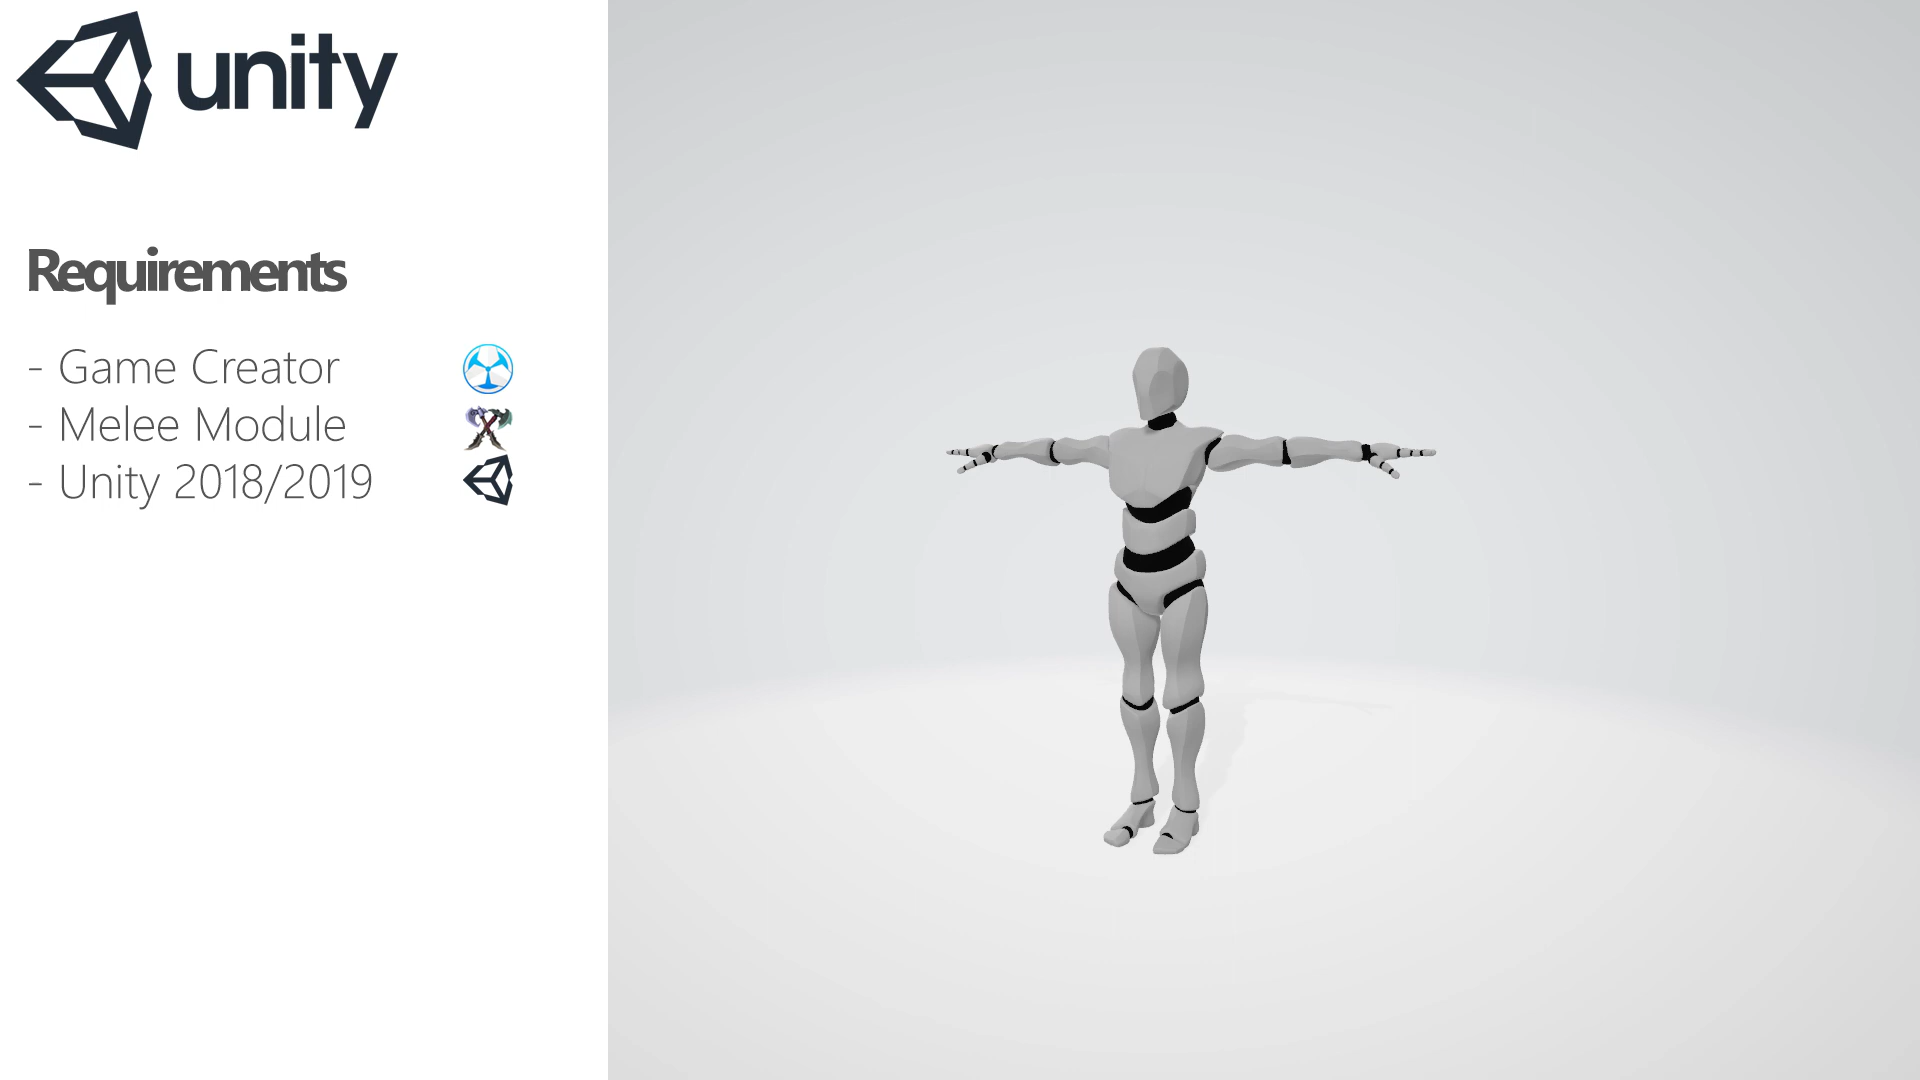 unity
Requirements
- Game Creator
- Melee Module
- Unity 2018/2019